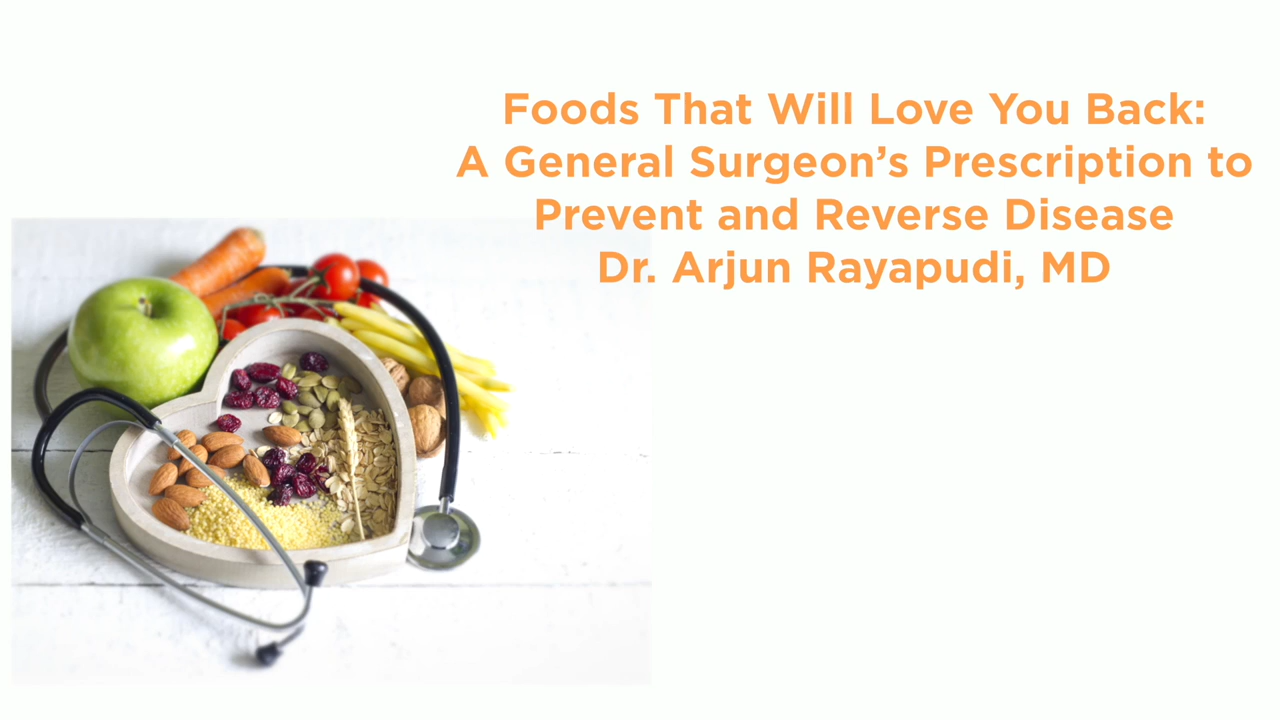 Foods That Will Love You Back:
A General Surgeon’s Prescription to
Prevent and Reverse Disease
Dr. Arjun Rayapudi, MD